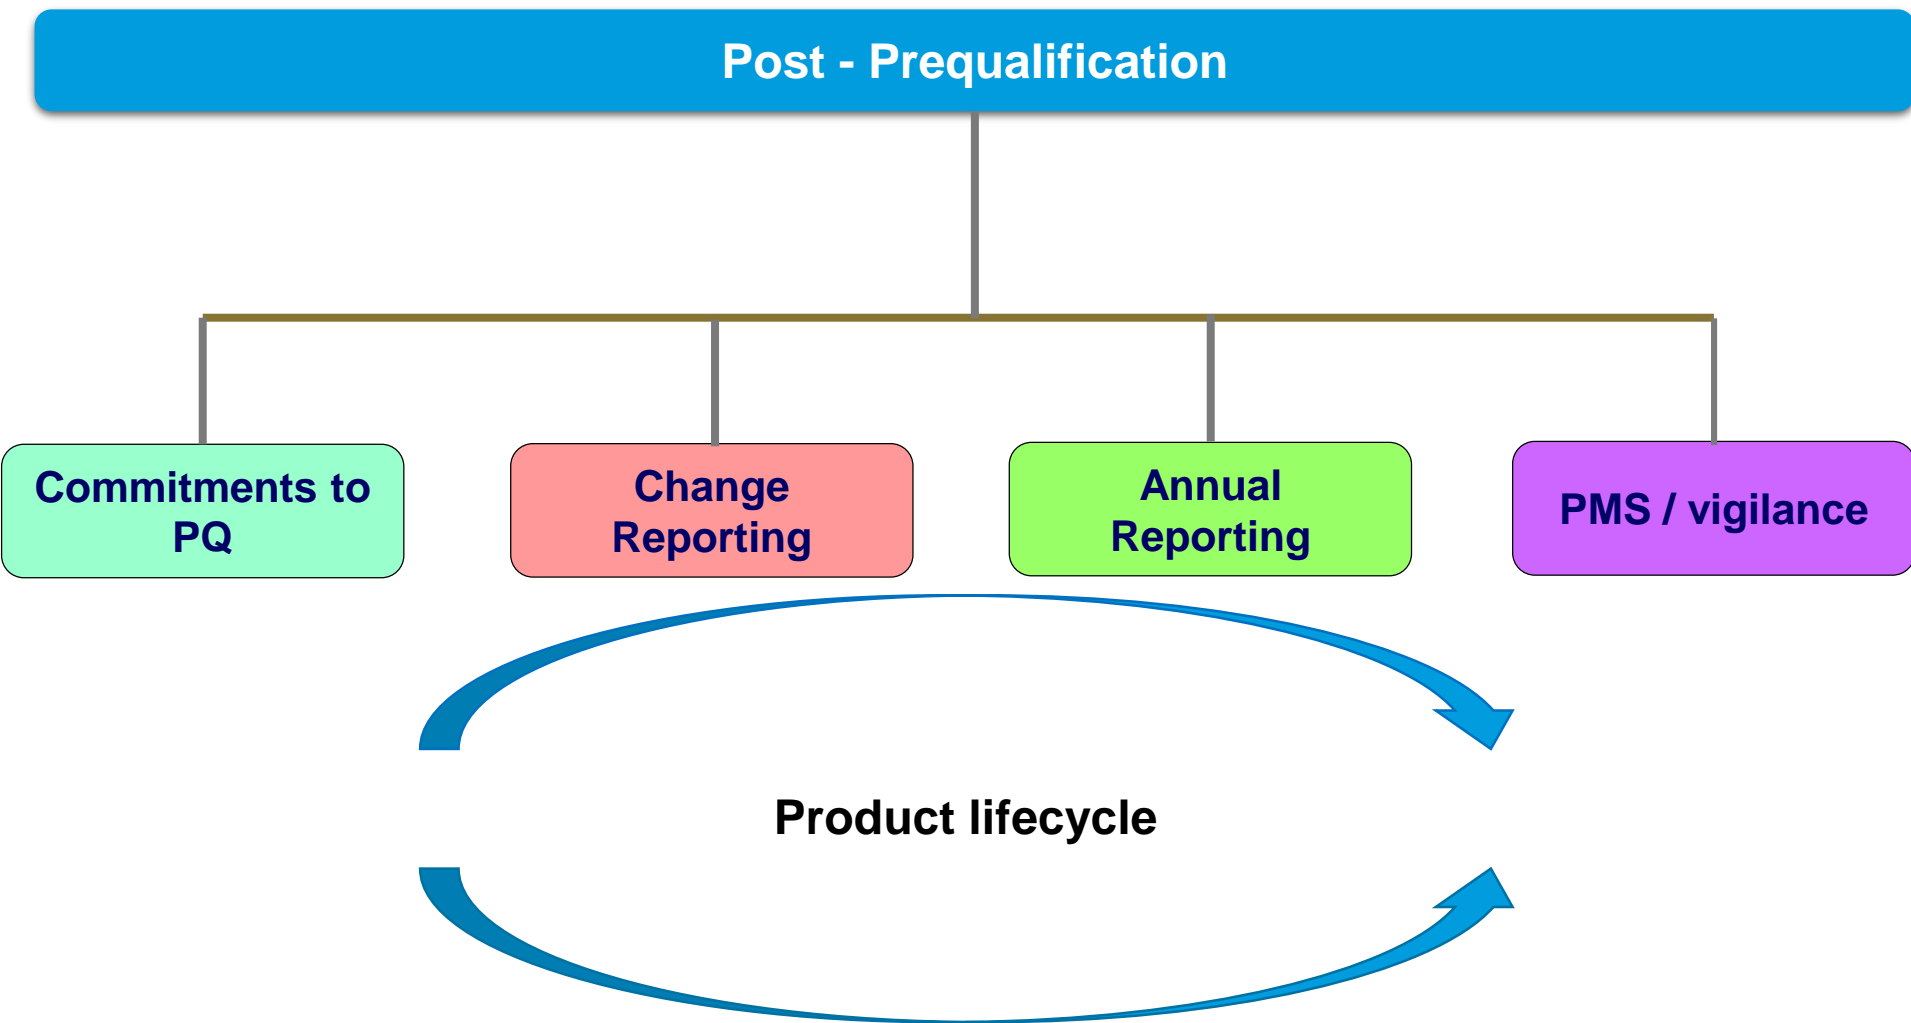 Post - Prequalification
Commitments to
PQ
Change
Reporting
Annual
Reporting
PMS / vigilance
Product lifecycle